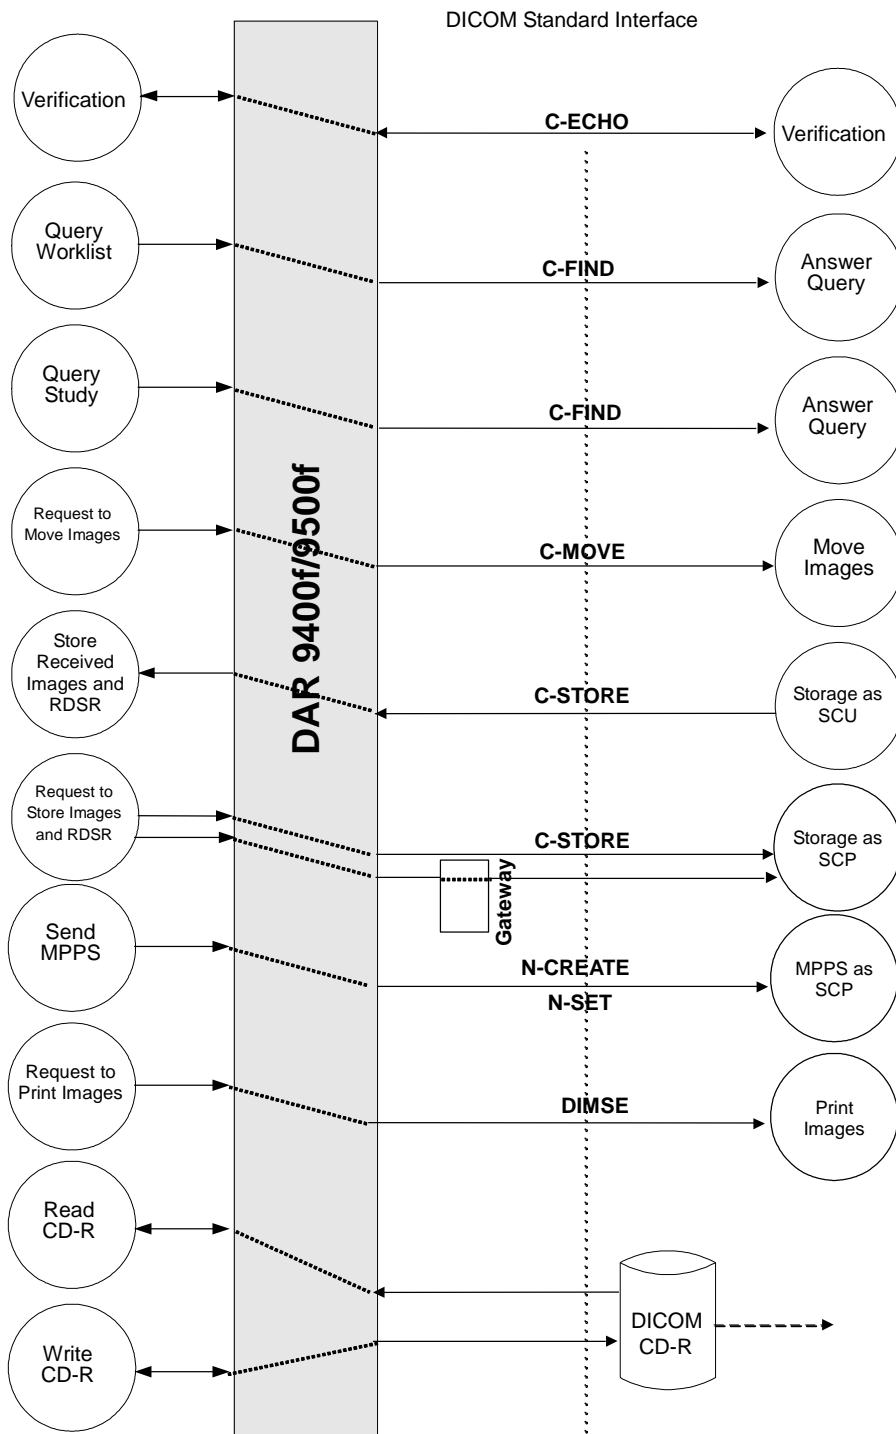 DICOM Standard Interface
Verification
C-ECHO
Verification
Query
Worklist
C-FIND
Answer
Query
Query
Study
C-FIND
Answer
Query
DAR 9400f/9500f
Request to
Move Images
C-MOVE
Move
Images
Store
Received
Images and
RDSR
C-STORE
Storage as
SCU
Request to
Store Images
and RDSR
C-STORE
Storage as
SCP
Gateway
Send
MPPS
N-CREATE
N-SET
MPPS as
SCP
Request to
Print Images
DIMSE
Print
Images
Read
CD-R
DICOM
CD-R
Write
CD-R